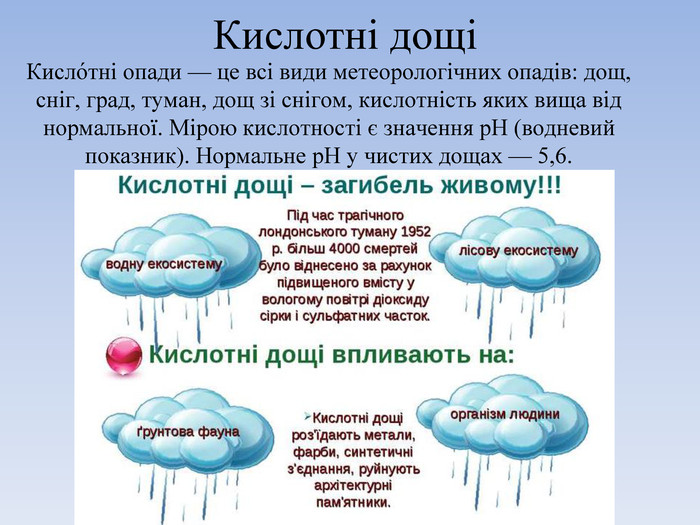 Кислотні дощі
Кисло́тні опади — це всі види метеорологічних опадів: дощ,
сніг, град, туман, дощ зі снігом, кислотність яких вища від
нормальної. Мірою кислотності є значення pH (водневий
показник). Нормальне pH у чистих дощах — 5,6.
Кислотні дощі – загибель живому!!!
водну екосистему
Під час трагічного
лондонського туману 1952
р. більш 4000 смертей
було віднесено за рахунок
підвищеного вмісту у
вологому повітрі діоксиду
сірки і сульфатних часток.
лісову екосистему
Кислотні дощі впливають на:
ґрунтова фауна
Кислотні дощі
роз'їдають метали,
фарби, синтетичні
з'єднання, руйнують
архітектурні
пам'ятники.
організм людини